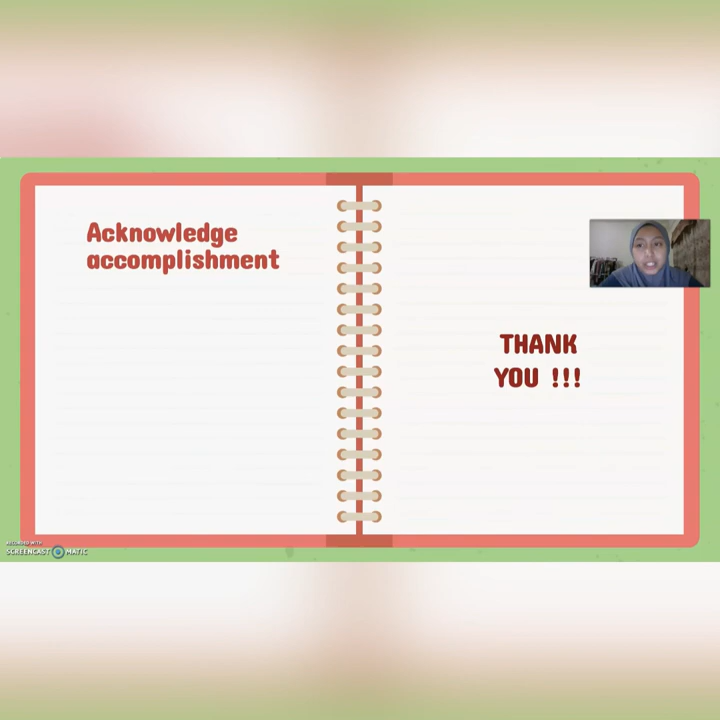 Acknowledge
accomplishment
THANK
YOU !!!
RECORDED WITH
SCREENCAST MATIC